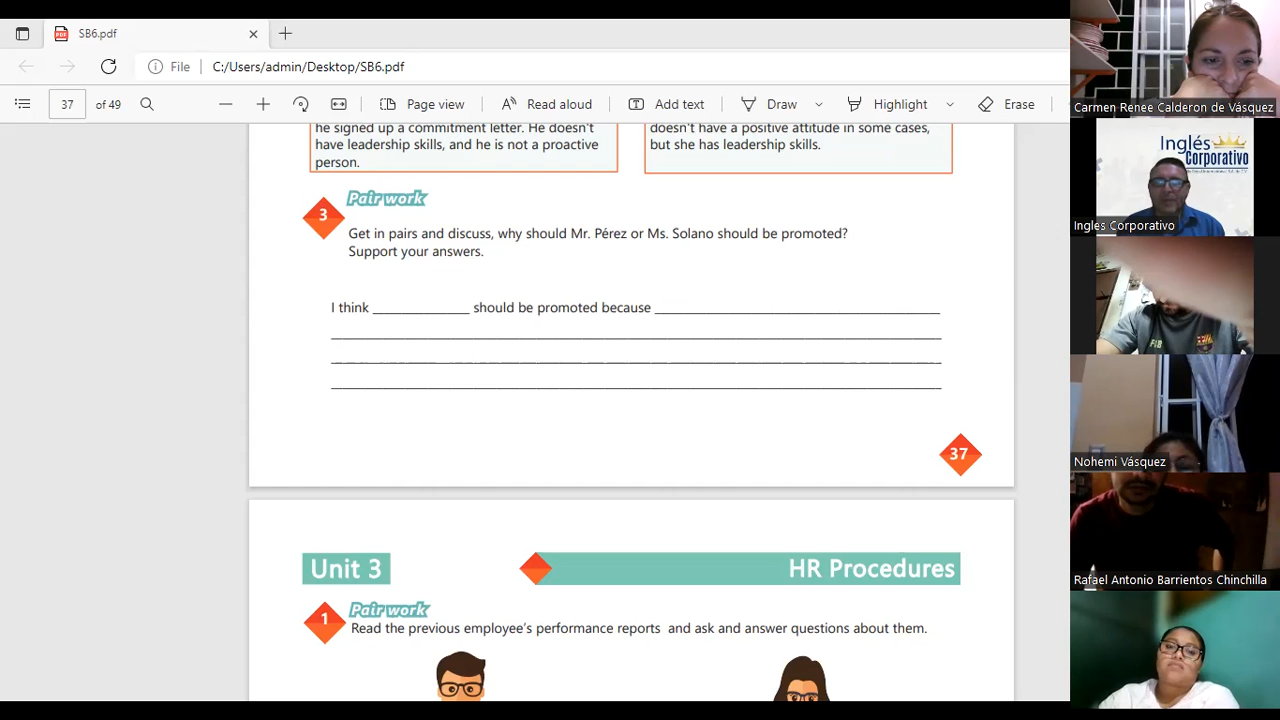 SB6.pdf
File
C:/Users/admin/Desktop/SB6.pdf
37 of 49
Page view
Read aloud
Add text
Draw
Highlight
Erase
he signed up a commitment letter. He doesn't
have leadership skills, and he is not a proactive
person.
doesn't have a positive attitude in some cases,
but she has leadership skills.
3
Pair work
Get in pairs and discuss, why should Mr. Pérez or Ms. Solano should be promoted?
Support your answers.
I think ______________ should be promoted because ______________
37
Unit 3
HR Procedures
1
Pair work
Read the previous employee's performance reports and ask and answer questions about them.
Carmen Renee Calderon de Vásquez
Inglés
Corporativo
Ingles Corporativo
Nohemi Vásquez
Rafael Antonio Barrientos Chinchilla